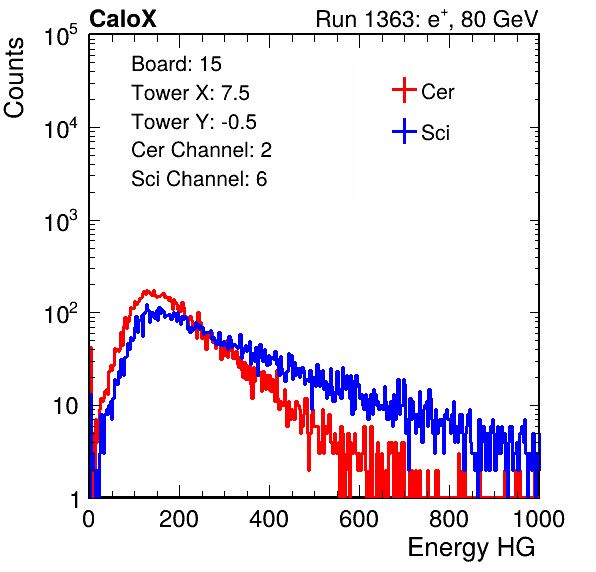 CaloX Run 1363: e⁺, 80 GeV
Counts
Board: 15
Tower X: 7.5
Tower Y: -0.5
Cer Channel: 2
Sci Channel: 6
Cer
Sci
10⁵
10⁴
10³
10²
10
1
0 200 400 600 800 1000
Energy HG